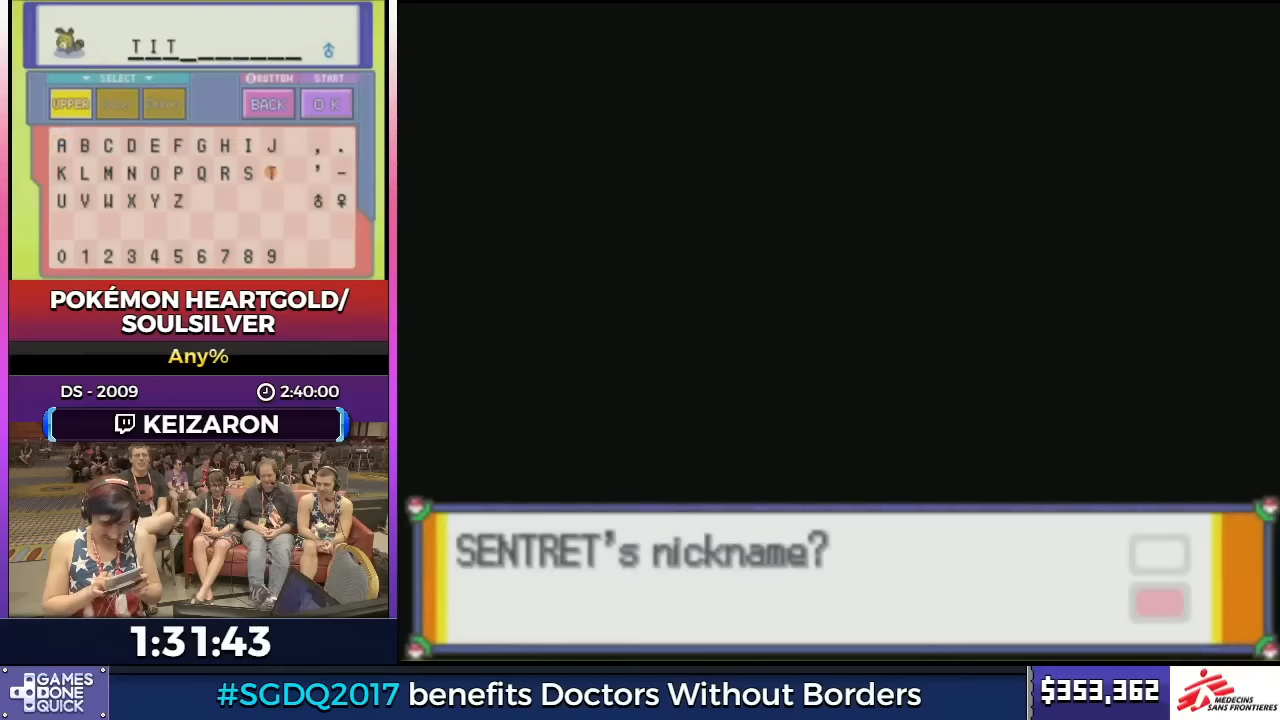 TIT_______ ♂
SELECT BUTTON START
UPPER BACK OK
A B C D E F G H I J , .
K L M N O P Q R S T ' -
U V W X Y Z ♂ ♀
0 1 2 3 4 5 6 7 8 9
POKÉMON HEARTGOLD/
SOULSILVER
Any%
DS - 2009 2:40:00
KEIZARON
1:31:43
SENTRET's nickname?
GAMES
DONE
QUICK
#SGDQ2017 benefits Doctors Without Borders
$353,362
MEDECINS
SANS FRONTIERES